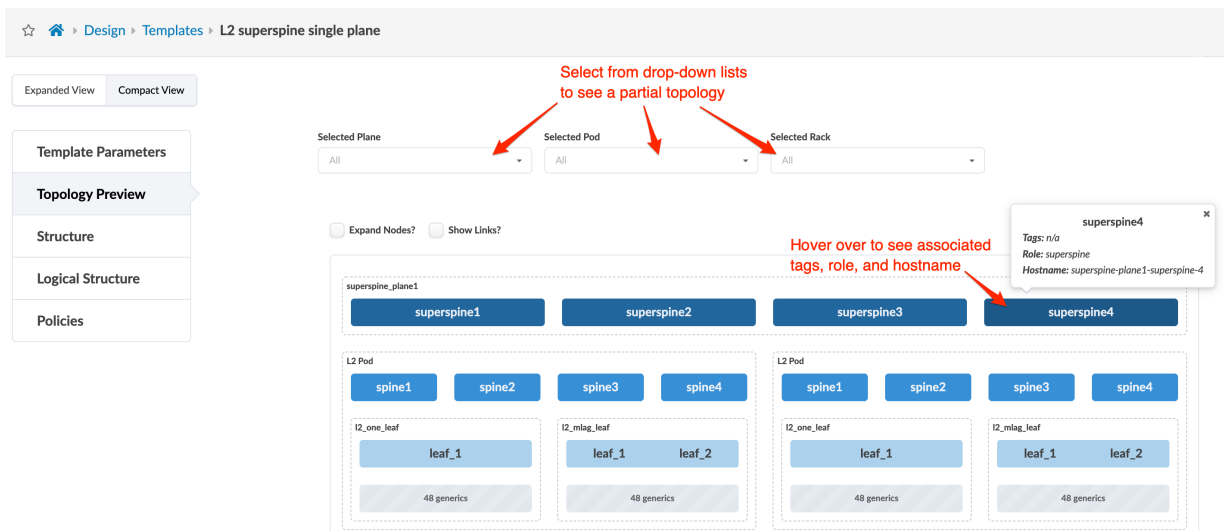 Design Templates L2 superspine single plane
Expanded View Compact View
Select from drop-down lists
to see a partial topology
Template Parameters
Topology Preview
Structure
Logical Structure
Policies
Selected Plane Selected Pod Selected Rack
All All All
Expand Nodes? Show Links?
Hover over to see associated
tags, role, and hostname
superspine4
Tags: n/a
Role: superspine
Hostname: superspine-plane1-superspine-4
superspine_plane1
superspine1 superspine2 superspine3 superspine4
L2 Pod L2 Pod
spine1 spine2 spine3 spine4 spine1 spine2 spine3 spine4
l2_one_leaf l2_mlag_leaf l2_one_leaf l2_mlag_leaf
leaf_1 leaf_1 leaf_2 leaf_1 leaf_1 leaf_2
48 generics 48 generics 48 generics 48 generics